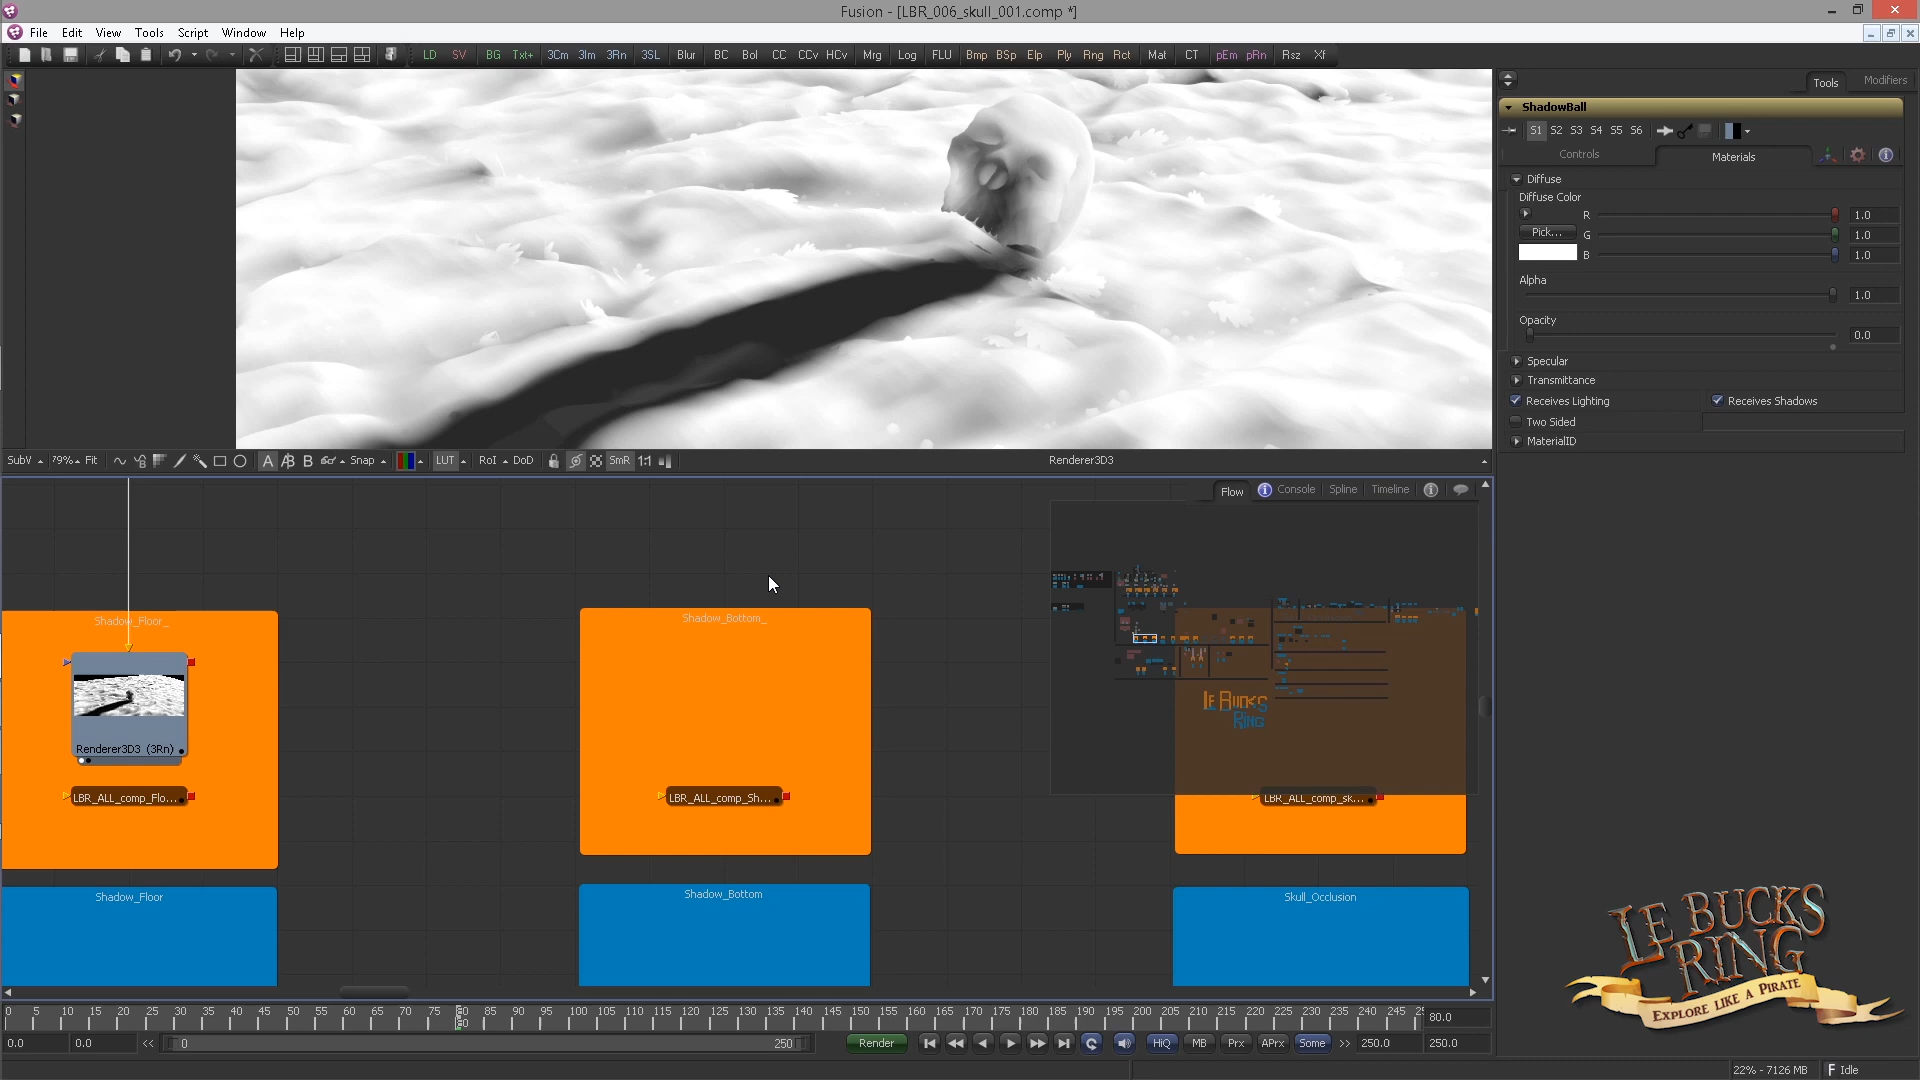 Fusion - [LBR_006_skull_001.comp *]
File Edit View Tools Script Window Help
LD SV BG Txt+ 3Cm 3Im 3Rn 3SL Blur BC Bol CC CCv HCv Mrg Log FLU Bmp BSp Elp Ply Rng Rct Mat CT pEm pRn Rsz Xf
Tools Modifiers
ShadowBall
S1 S2 S3 S4 S5 S6
Controls Materials
Diffuse
Diffuse Color
R 1.0
Pick... G 1.0
B 1.0
Alpha
1.0
Opacity
0.0
Specular
Transmittance
Receives Lighting Receives Shadows
Two Sided
MaterialID
SubV 79% Fit A B Snap LUT RoI DoD SmR 1:1 Renderer3D3
Flow Console Spline Timeline
Shadow_Floor_ Shadow_Bottom_
Renderer3D3 (3Rn)
LBR_ALL_comp_Flo... LBR_ALL_comp_Sh... LBR_ALL_comp_sk...
Le Bucks
Ring
Shadow_Floor Shadow_Bottom Skull_Occlusion
LE BUCKS
RING
EXPLORE LIKE A PIRATE
0 5 10 15 20 25 30 35 40 45 50 55 60 65 70 75 80 85 90 95 100 105 110 115 120 125 130 135 140 145 150 155 160 165 170 175 180 185 190 195 200 205 210 215 220 225 230 235 240 245 80.0
0.0 0.0 << 0 250 Render HiQ MB Prx APrx Some >> 250.0 250.0
22% - 7126 MB Idle